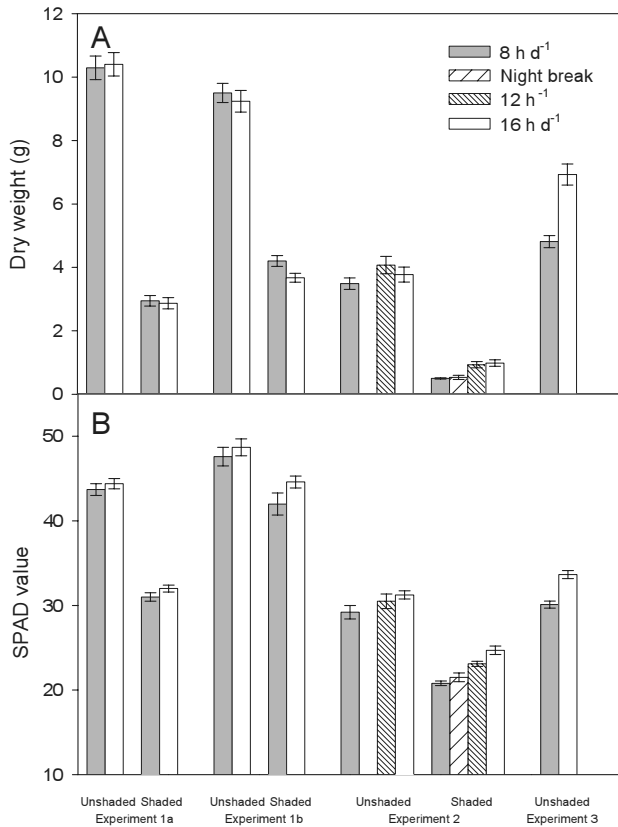 A
8 h d⁻¹
Night break
12 h⁻¹
16 h d⁻¹
Dry weight (g)
12
10
8
6
4
2
0
B
SPAD value
50
40
30
20
10
Unshaded Shaded Unshaded Shaded Unshaded Shaded Unshaded
Experiment 1a Experiment 1b Experiment 2 Experiment 3